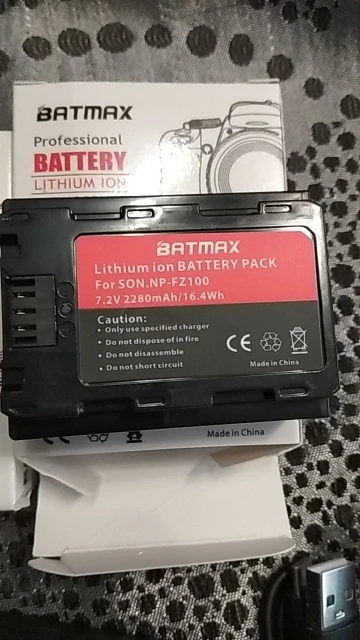 BATMAX
Professional
BATTERY
LITHIUM ION
BATMAX
Lithium ion BATTERY PACK
For SON.NP-FZ100
7.2V 2280mAh/16.4Wh
Caution:
• Only use specified charger
• Do not dispose of in fire
• Do not disassemble
• Do not short circuit
CE
Made in China
Made in China